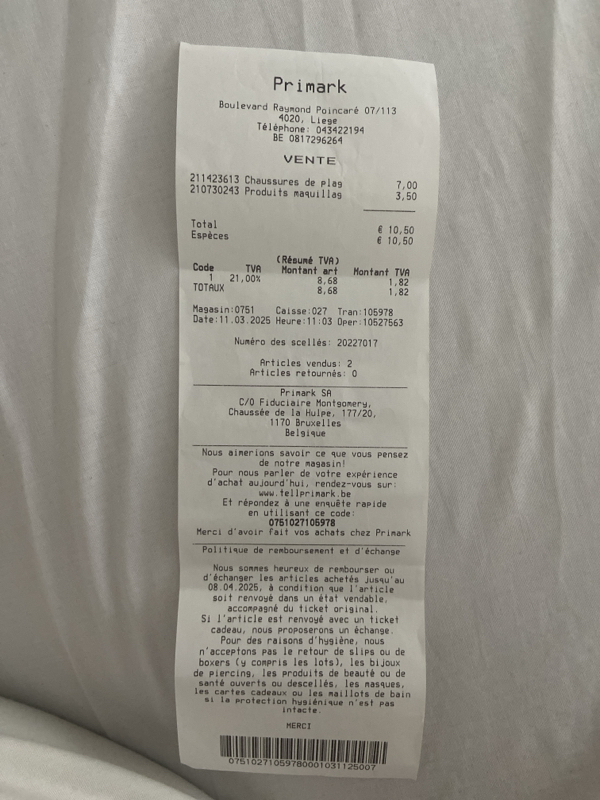 Primark
Boulevard Raymond Poincaré 07/113
4020, Liege
Téléphone: 043422194
BE 0817296264
VENTE
211423613 Chaussures de plag 7,00
210730243 Produits maquillag 3,50
Total € 10,50
Espèces € 10,50
(Résumé TVA)
Code TVA Montant art Montant TVA
1 21,00% 8,68 1,82
TOTAUX 8,68 1,82
Magasin:0751 Caisse:027 Tran:105978
Date:11.03.2025 Heure:11:03 Oper:10527563
Numéro des scellés: 20227017
Articles vendus: 2
Articles retournés: 0
Primark SA
C/O Fiduciaire Montgomery,
Chaussée de la Hulpe, 177/20,
1170 Bruxelles
Belgique
Nous aimerions savoir ce que vous pensez
de notre magasin!
Pour nous parler de votre expérience
d'achat aujourd'hui, rendez-vous sur:
www.tellprimark.be
Et répondez à une enquête rapide
en utilisant ce code:
0751027105978
Merci d'avoir fait vos achats chez Primark
Politique de remboursement et d'échange
Nous sommes heureux de rembourser ou
d'échanger les articles achetés jusqu'au
08.04.2025, à condition que l'article
soit renvoyé dans un état vendable,
accompagné du ticket original.
Si l'article est renvoyé avec un ticket
cadeau, nous proposerons un échange.
Pour des raisons d'hygiène, nous
n'acceptons pas le retour de slips ou de
boxers (y compris les lots), les bijoux
de piercing, les produits de beauté ou de
santé ouverts ou descellés, les masques,
les cartes cadeaux ou les maillots de bain
si la protection hygiénique n'est pas
intacte.
MERCI
07510271059780001031125007